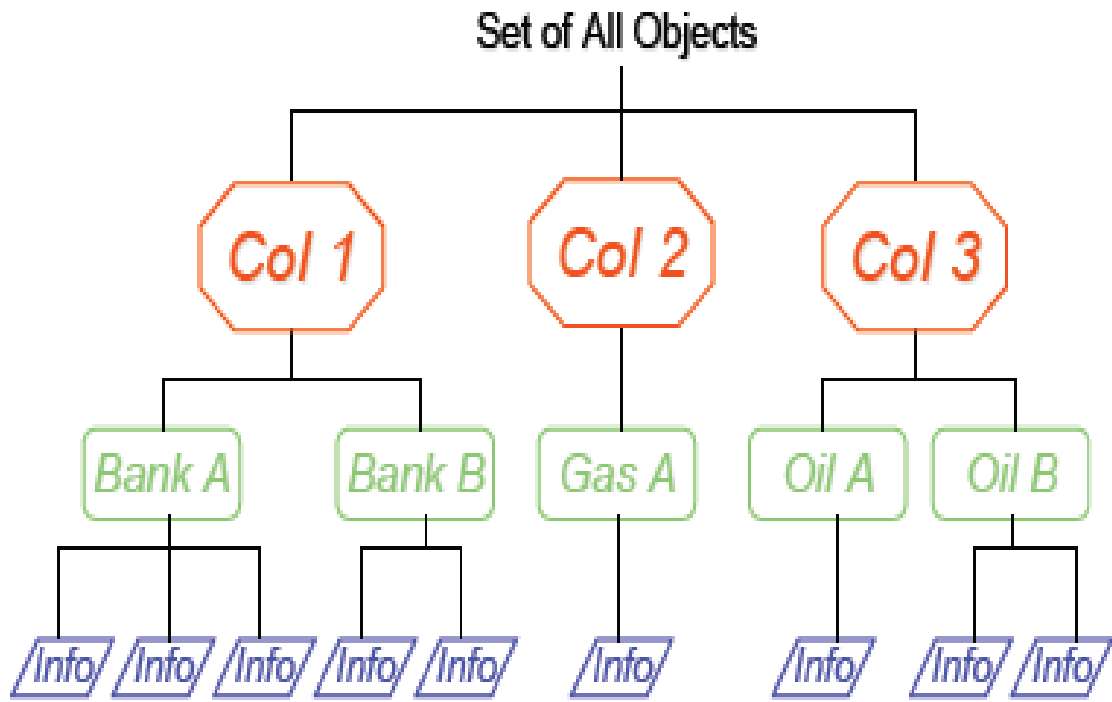 Set of All Objects
Col 1
Col 2
Col 3
Bank A
Bank B
Gas A
Oil A
Oil B
Info
Info
Info
Info
Info
Info
Info
Info
Info